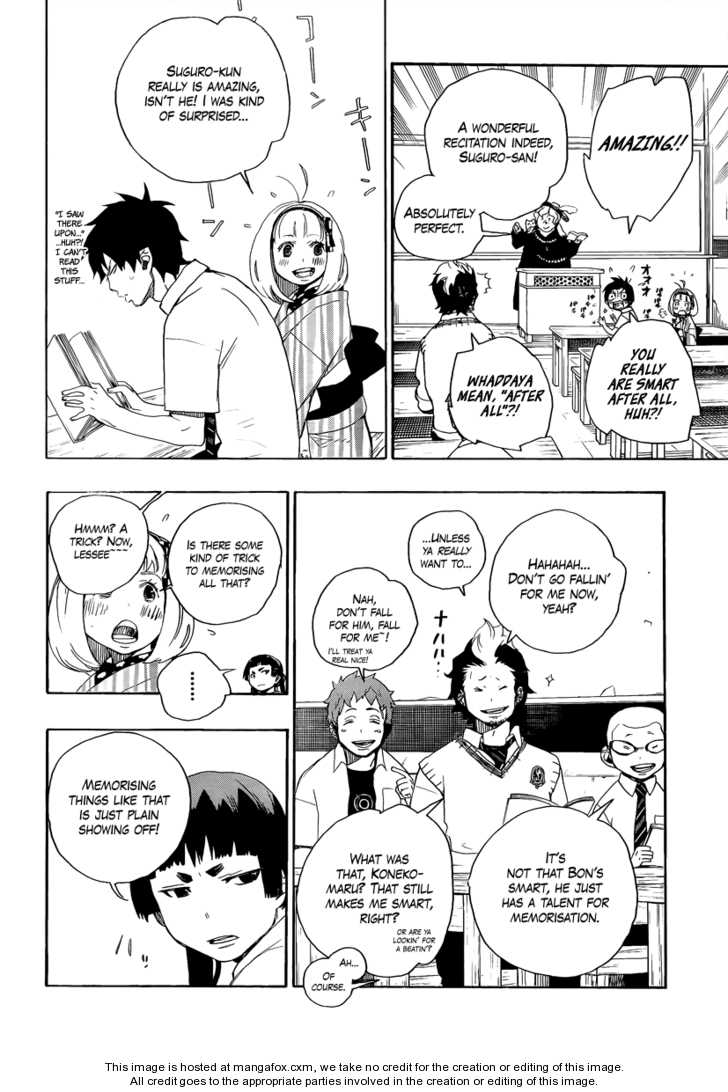 AMAZING!!
A WONDERFUL
RECITATION INDEED,
SUGURO-SAN!
ABSOLUTELY
PERFECT.
オオオ
YOU
REALLY
ARE SMART
AFTER ALL,
HUH?!
WHADDAYA
MEAN, "AFTER
ALL"?!
SUGURO-KUN
REALLY IS AMAZING,
ISN'T HE! I WAS KIND
OF SURPRISED...
"I SAW
THERE
UPON..."
...HUH?!
I CAN'T
READ
THIS
STUFF...
HAHAHAH...
DON'T GO FALLIN'
FOR ME NOW,
YEAH?
...UNLESS
YA REALLY
WANT TO...
NAH,
DON'T FALL
FOR HIM, FALL
FOR ME~!
I'LL TREAT YA
REAL NICE!
IT'S
NOT THAT BON'S
SMART, HE JUST
HAS A TALENT FOR
MEMORISATION.
WHAT WAS
THAT, KONEKO-
MARU? THAT STILL
MAKES ME SMART,
RIGHT?
OR ARE YA
LOOKIN' FOR
A BEATIN'?
AH...
OF
COURSE.
IS THERE SOME
KIND OF TRICK
TO MEMORISING
ALL THAT?
HMMM? A
TRICK? NOW,
LESSEE~~~
......
MEMORISING
THINGS LIKE THAT
IS JUST PLAIN
SHOWING OFF!
This image is hosted at mangafox.cxm, we take no credit for the creation or editing of this image.
All credit goes to the appropriate parties involved in the creation or editing of this image.